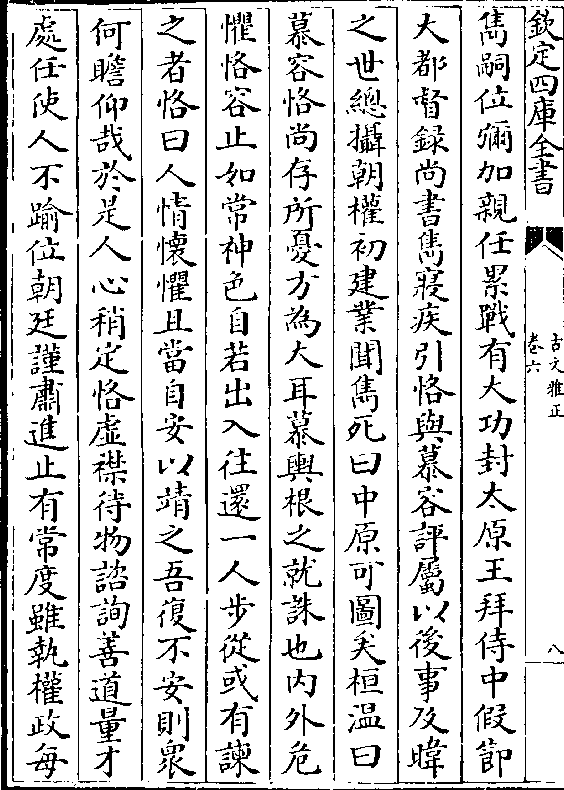 欽定四庫全書
古文雅正
卷六
八
雋嗣位彌加親任累戰有大功封太原王拜侍中假節
大都督録尚書雋寢疾引恪與慕容評屬以後事及暐
之世總攝朝權初建業聞雋死曰中原可圖矣桓温曰
慕容恪尚存所憂方為大耳慕輿根之就誅也内外危
懼恪容止如常神色自若出入往還一人步從或有諫
之者恪曰人情懷懼且當自安以靖之吾復不安則衆
何瞻仰哉於是人心稍定恪虚襟待物諮詢善道量才
處任使人不踰位朝廷謹肅進止有常度雖執權政每